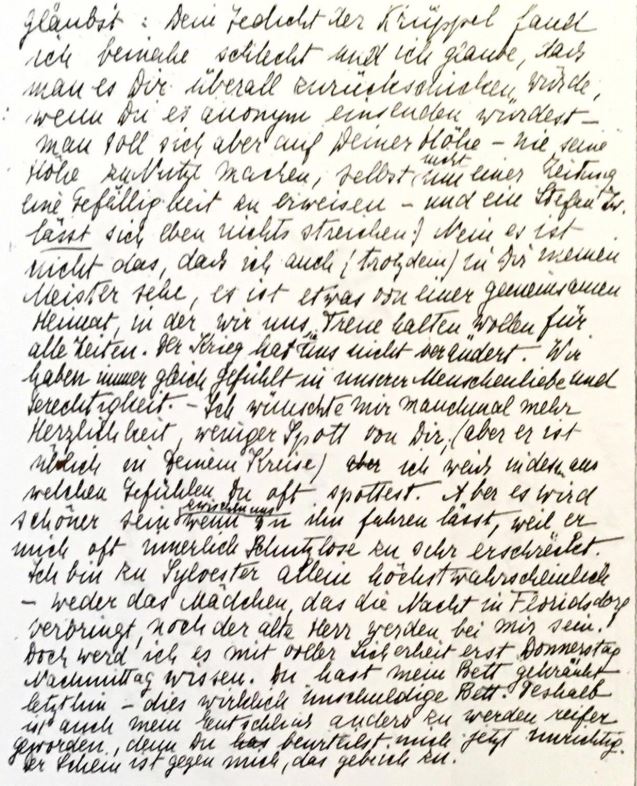 glaubst: Dein Gedicht der Krüppel fand
ich beinahe schlecht und ich glaube, dass
man es Dir überall zurückschicken würde,
wenn Du es anonym einsenden würdest –
man soll sich aber auf Deiner Höhe – nie seine
Höhe zu Nutze machen, selbst nicht um einer Zeitung
eine Gefälligkeit zu erweisen – und ein Stefan Zw.
lässt sich eben nichts streichen!) Nein es ist
nicht das, dass ich auch (trotzdem) in Dir meinen
Meister sehe, es ist etwas von einer gemeinsamen
Heimat, in der wir uns Treue halten wollen für
alle Zeiten. Der Krieg hat uns nicht verändert. Wir
haben immer gleich gefühlt in unserer Menschenliebe und
Gerechtigkeit. – Ich wünschte mir manchmal mehr
Herzlichkeit, weniger Spott von Dir, (aber er ist
üblich in Deinem Kreise) ich weiss indess aus
welchen Gefühlen Du oft spottest. Aber es wird
schöner sein wenn Du ihn fahren lässt, weil er
mich oft innerlich Schutzlose zu sehr erschreckt.
Ich bin zu Sylvester allein höchstwahrscheinlich
– weder das Mädchen, das die Nacht in Floridsdorf
verbringt, noch der alte Herr werden bei mir sein.
Doch werd ich es mit voller Sicherheit erst Donnerstag
Nachmittag wissen. Du hast mein Bett gekränkt
letzthin – dies wirklich unschuldige Bett. Deshalb
ist auch mein Entschluss anders zu werden reifer
geworden, denn Du beurteilst mich jetzt unrichtig.
Der Schein ist gegen mich, das geb ich zu.